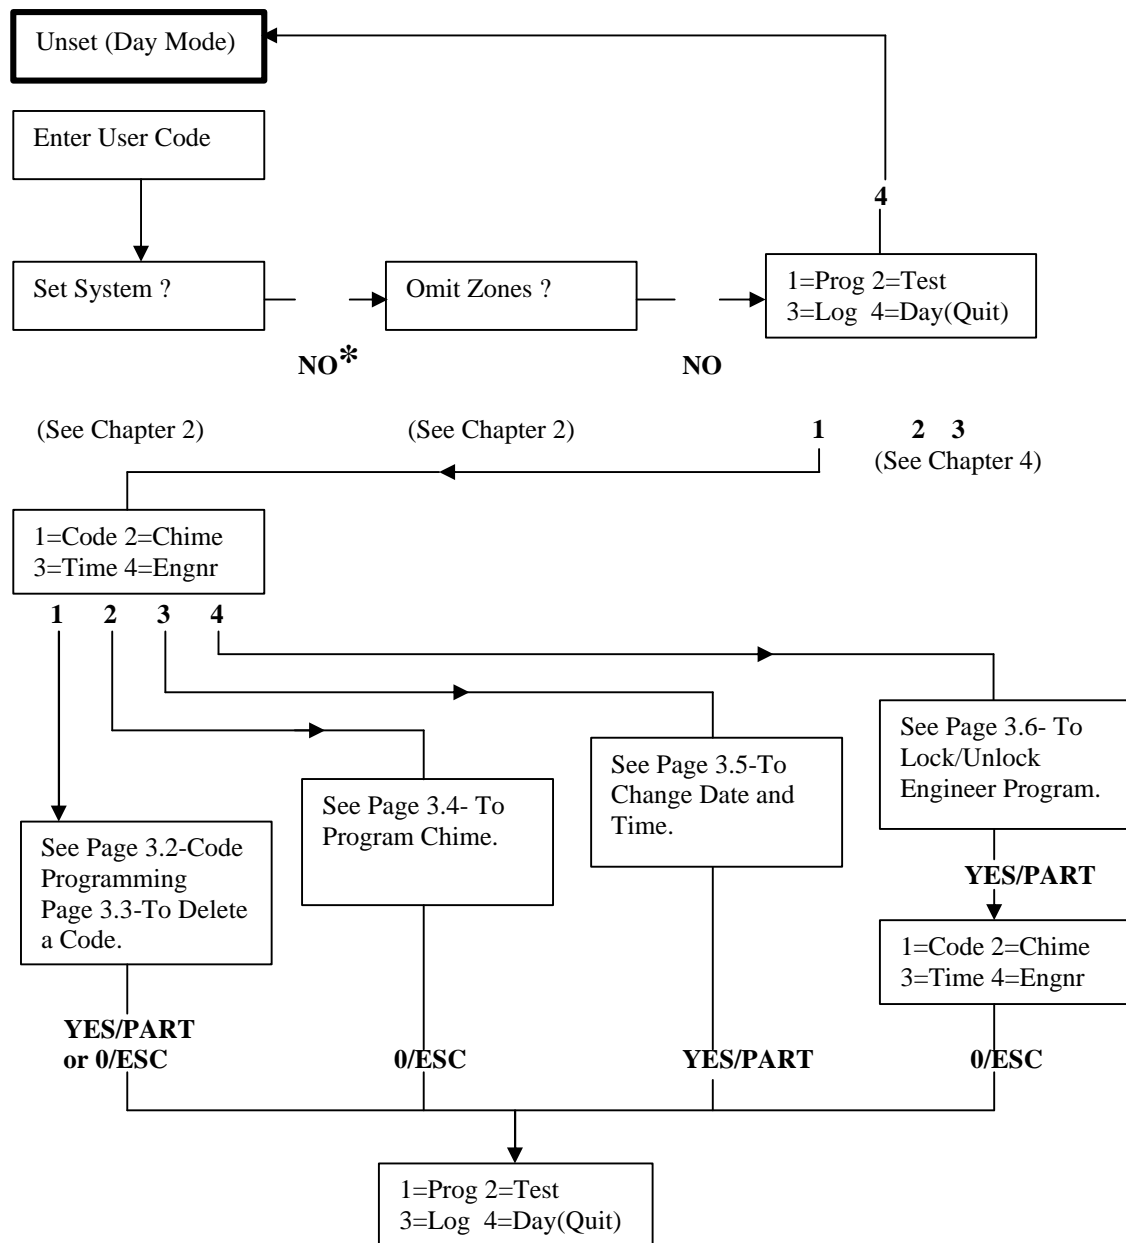 Unset (Day Mode)
Enter User Code
4
Set System ?
Omit Zones ?
1=Prog 2=Test
3=Log 4=Day(Quit)
NO*
NO
(See Chapter 2)
(See Chapter 2)
1
2 3
(See Chapter 4)
1=Code 2=Chime
3=Time 4=Engnr
1 2 3 4
See Page 3.2-Code
Programming
Page 3.3-To Delete
a Code.
See Page 3.4- To
Program Chime.
See Page 3.5-To
Change Date and
Time.
See Page 3.6- To
Lock/Unlock
Engineer Program.
YES/PART
1=Code 2=Chime
3=Time 4=Engnr
YES/PART
or 0/ESC
0/ESC
YES/PART
0/ESC
1=Prog 2=Test
3=Log 4=Day(Quit)